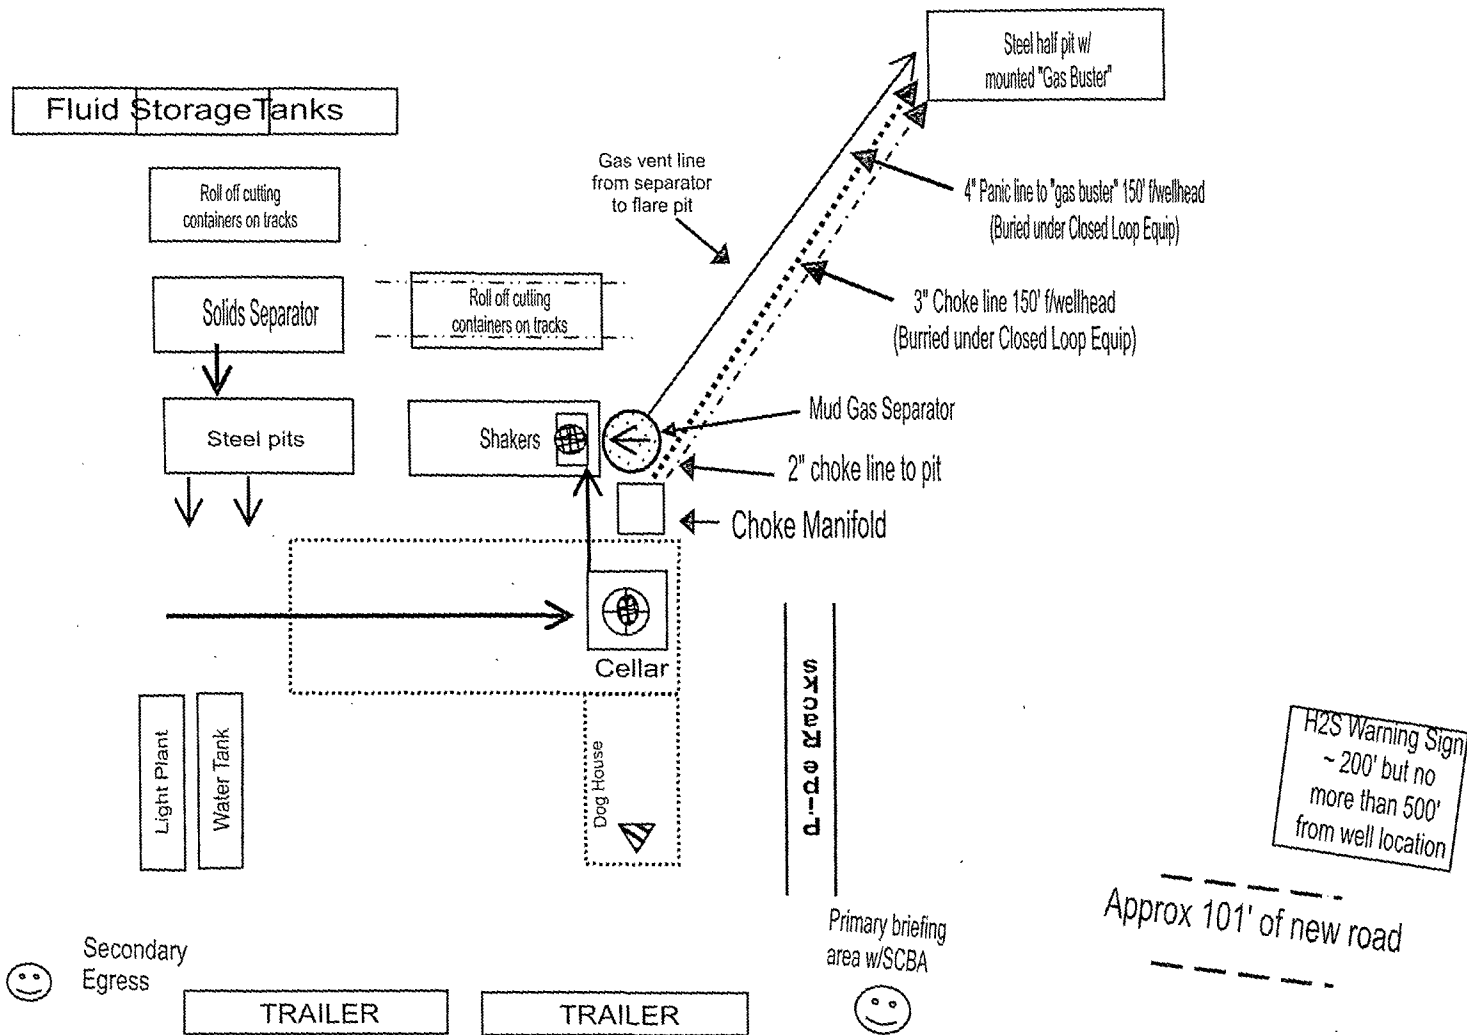 Steel half pit w/
mounted "Gas Buster"
Fluid StorageTanks
Gas vent line
from separator
to flare pit
Roll off cutting
containers on tracks
4" Panic line to "gas buster" 150' f/wellhead
(Buried under Closed Loop Equip)
Solids Separator
Roll off cutting
containers on tracks
3" Choke line 150' f/wellhead
(Burried under Closed Loop Equip)
Mud Gas Separator
Steel pits
Shakers
2" choke line to pit
Choke Manifold
Cellar
Pipe Racks
Light Plant
Water Tank
Dog House
H2S Warning Sign
~ 200' but no
more than 500'
from well location
Approx 101' of new road
Primary briefing
area w/SCBA
Secondary
Egress
TRAILER
TRAILER